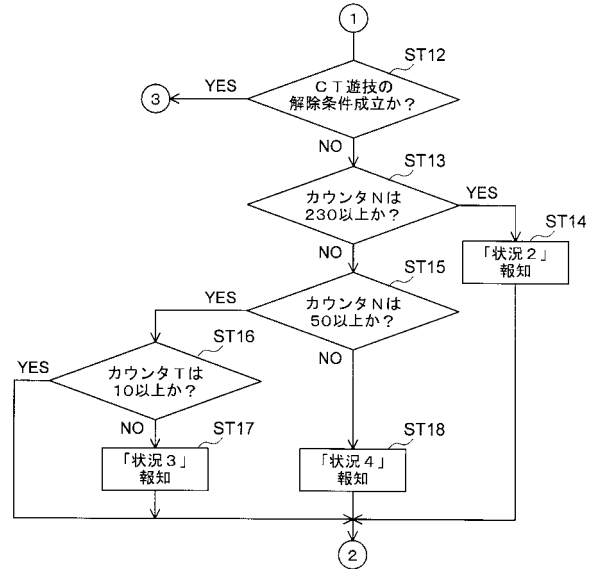 1
ST12
CT遊技の
解除条件成立か？
YES
3
NO
ST13
カウンタNは
230以上か？
YES
ST14
「状況2」
報知
NO
ST15
カウンタNは
50以上か？
YES
ST16
カウンタTは
10以上か？
YES
NO
NO
ST17
「状況3」
報知
ST18
「状況4」
報知
2